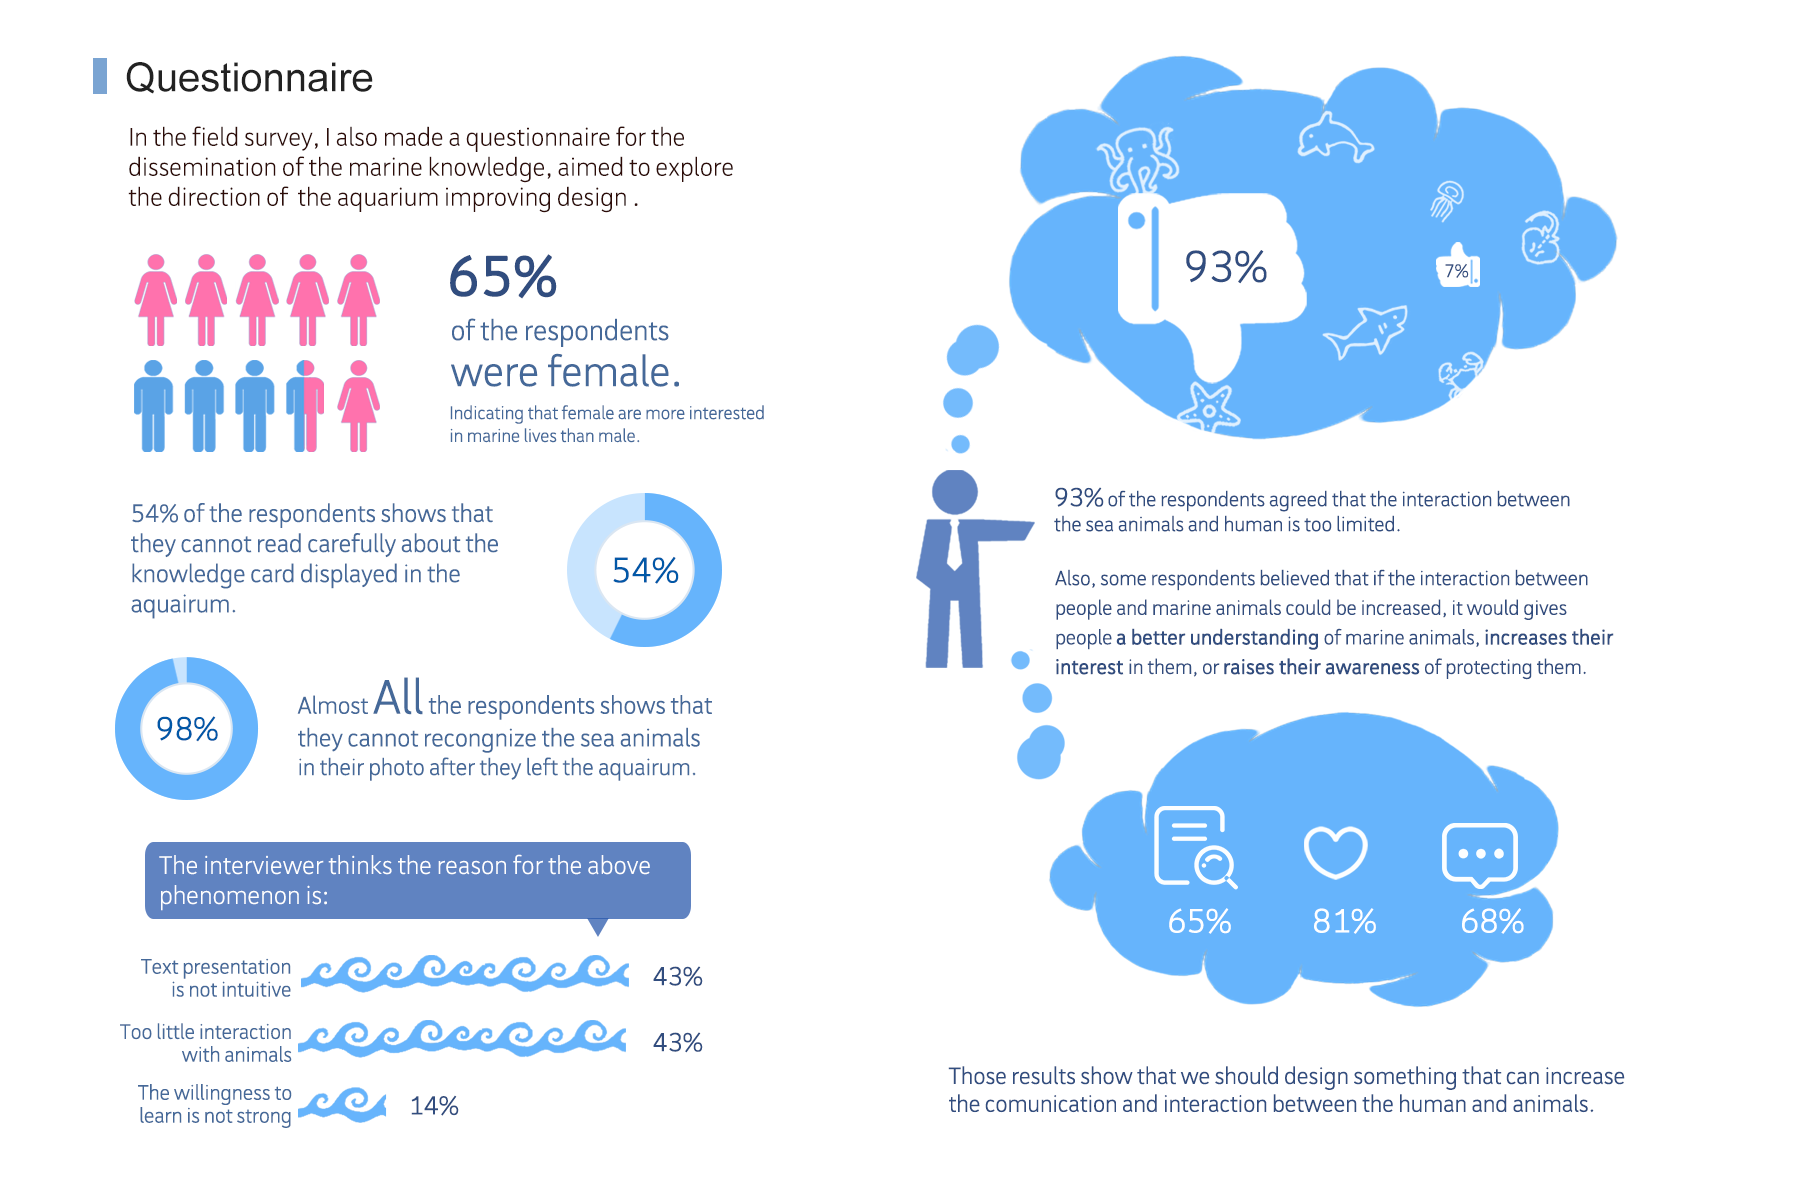 Questionnaire
In the field survey, I also made a questionnaire for the
dissemination of the marine knowledge, aimed to explore
the direction of the aquarium improving design .
65%
of the respondents
were female.
Indicating that female are more interested
in marine lives than male.
54% of the respondents shows that
they cannot read carefully about the
knowledge card displayed in the
aquairum.
54%
98%
Almost All the respondents shows that
they cannot recongnize the sea animals
in their photo after they left the aquairum.
The interviewer thinks the reason for the above
phenomenon is:
Text presentation
is not intuitive
43%
Too little interaction
with animals
43%
The willingness to
learn is not strong
14%
93%
7%
93% of the respondents agreed that the interaction between
the sea animals and human is too limited.
Also, some respondents believed that if the interaction between
people and marine animals could be increased, it would gives
people a better understanding of marine animals, increases their
interest in them, or raises their awareness of protecting them.
65%
81%
68%
Those results show that we should design something that can increase
the comunication and interaction between the human and animals.